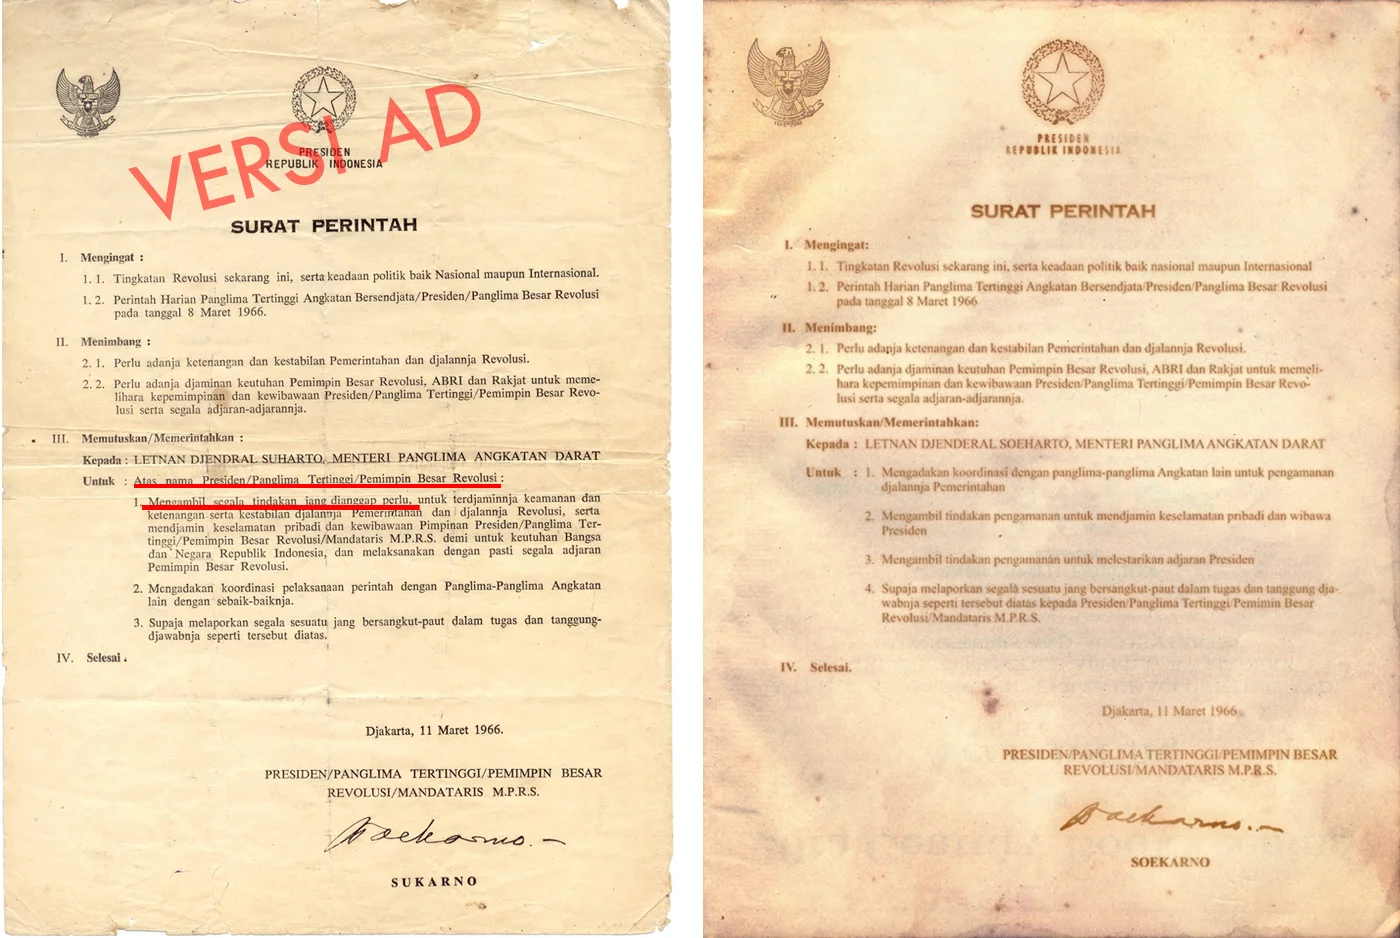 VERSI AD
PRESIDEN
REPUBLIK INDONESIA
SURAT PERINTAH
I. Mengingat :
1. 1. Tingkatan Revolusi sekarang ini, serta keadaan politik baik Nasional maupun Internasional.
1. 2. Perintah Harian Panglima Tertinggi Angkatan Bersendjata/Presiden/Panglima Besar Revolusi
pada tanggal 8 Maret 1966.
II. Menimbang :
2. 1. Perlu adanja ketenangan dan kestabilan Pemerintahan dan djalannja Revolusi.
2. 2. Perlu adanja djaminan keutuhan Pemimpin Besar Revolusi, ABRI dan Rakjat untuk meme-
lihara kepemimpinan dan kewibawaan Presiden/Panglima Tertinggi/Pemimpin Besar Revo-
lusi serta segala adjaran-adjarannja.
III. Memutuskan/Memerintahkan :
Kepada : LETNAN DJENDRAL SUHARTO, MENTERI PANGLIMA ANGKATAN DARAT
Untuk : Atas nama Presiden/Panglima Tertinggi/Pemimpin Besar Revolusi :
1. Mengambil segala tindakan jang dianggap perlu, untuk terdjaminnja keamanan dan
ketenangan serta kestabilan djalannja Pemerintahan dan djalannja Revolusi, serta
mendjamin keselamatan pribadi dan kewibawaan Pimpinan Presiden/Panglima Ter-
tinggi/Pemimpin Besar Revolusi/Mandataris M.P.R.S. demi untuk keutuhan Bangsa
dan Negara Republik Indonesia, dan melaksanakan dengan pasti segala adjaran
Pemimpin Besar Revolusi.
2. Mengadakan koordinasi pelaksanaan perintah dengan Panglima-Panglima Angkatan
lain dengan sebaik-baiknja.
3. Supaja melaporkan segala sesuatu jang bersangkut-paut dalam tugas dan tanggung-
djawabnja seperti tersebut diatas.
IV. Selesai.
Djakarta, 11 Maret 1966.
PRESIDEN/PANGLIMA TERTINGGI/PEMIMPIN BESAR
REVOLUSI/MANDATARIS M.P.R.S.
Soekarno.-
SUKARNO
PRESIDEN
REPUBLIK INDONESIA
SURAT PERINTAH
I. Mengingat:
1. 1. Tingkatan Revolusi sekarang ini, serta keadaan politik baik nasional maupun Internasional
1. 2. Perintah Harian Panglima Tertinggi Angkatan Bersendjata/Presiden/Panglima Besar Revolusi
pada tanggal 8 Maret 1966
II. Menimbang:
2. 1. Perlu adanja ketenangan dan kestabilan Pemerintahan dan djalannja Revolusi.
2. 2. Perlu adanja djaminan keutuhan Pemimpin Besar Revolusi, ABRI dan Rakjat untuk memeli-
hara kepemimpinan dan kewibawaan Presiden/Panglima Tertinggi/Pemimpin Besar Revo-
lusi serta segala adjaran-adjarannja.
III. Memutuskan/Memerintahkan:
Kepada : LETNAN DJENDERAL SOEHARTO, MENTERI PANGLIMA ANGKATAN DARAT
Untuk : 1. Mengadakan koordinasi dengan panglima-panglima Angkatan lain untuk pengamanan
djalannja Pemerintahan
2. Mengambil tindakan pengamanan untuk mendjamin keselamatan pribadi dan wibawa
Presiden
3. Mengambil tindakan pengamanan untuk melestarikan adjaran Presiden
4. Supaja melaporkan segala sesuatu jang bersangkut-paut dalam tugas dan tanggung dja-
wabnja seperti tersebut diatas kepada Presiden/Panglima Tertinggi/Pemimin Besar
Revolusi/Mandataris M.P.R.S.
IV. Selesai.
Djakarta, 11 Maret 1966
PRESIDEN/PANGLIMA TERTINGGI/PEMIMPIN BESAR
REVOLUSI/MANDATARIS M.P.R.S.
Soekarno.-
SOEKARNO